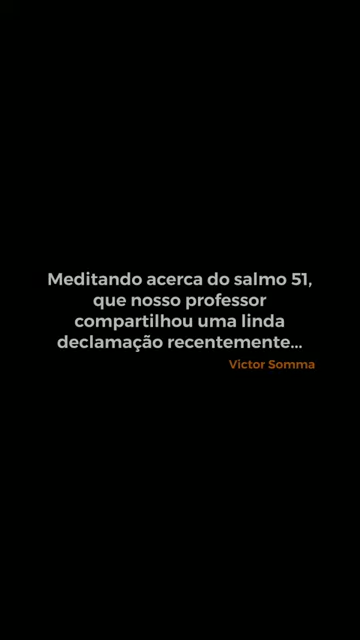 Meditando acerca do salmo 51,
que nosso professor
compartilhou uma linda
declamação recentemente...
Victor Somma